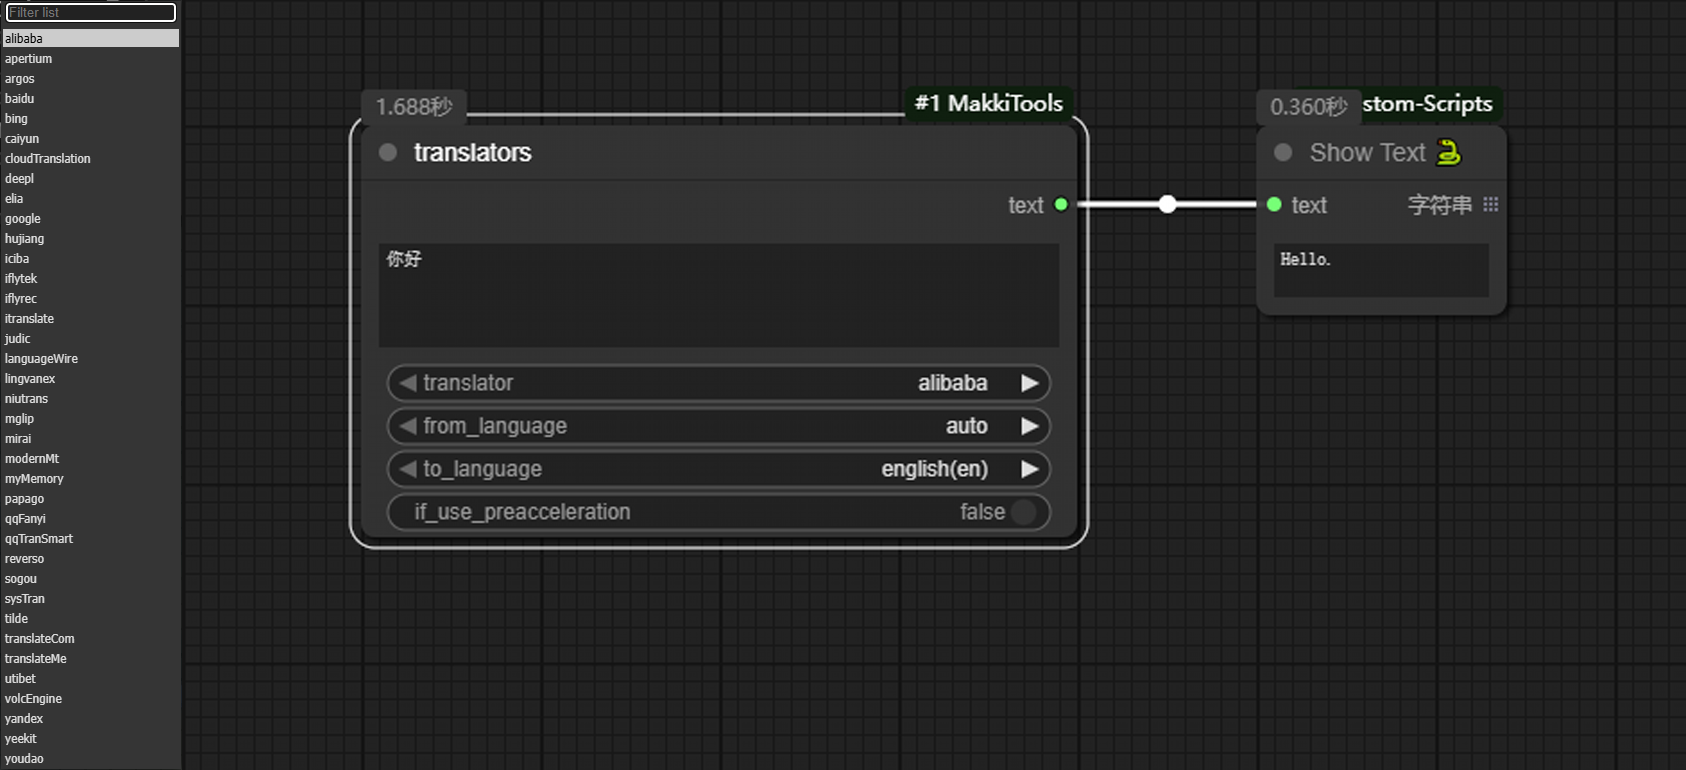 Filter list
alibaba
apertium
argos
baidu
bing
caiyun
cloudTranslation
deepl
elia
google
hujiang
iciba
iflytek
iflyrec
itranslate
judic
languageWire
lingvanex
niutrans
mglip
mirai
modernMt
myMemory
papago
qqFanyi
qqTranSmart
reverso
sogou
sysTran
tilde
translateCom
translateMe
utibet
volcEngine
yandex
yeekit
youdao
1.688秒
#1 MakkiTools
translators
text
你好
translator alibaba
from_language auto
to_language english(en)
if_use_preacceleration false
0.360秒
stom-Scripts
Show Text 🐍
text 字符串
Hello.